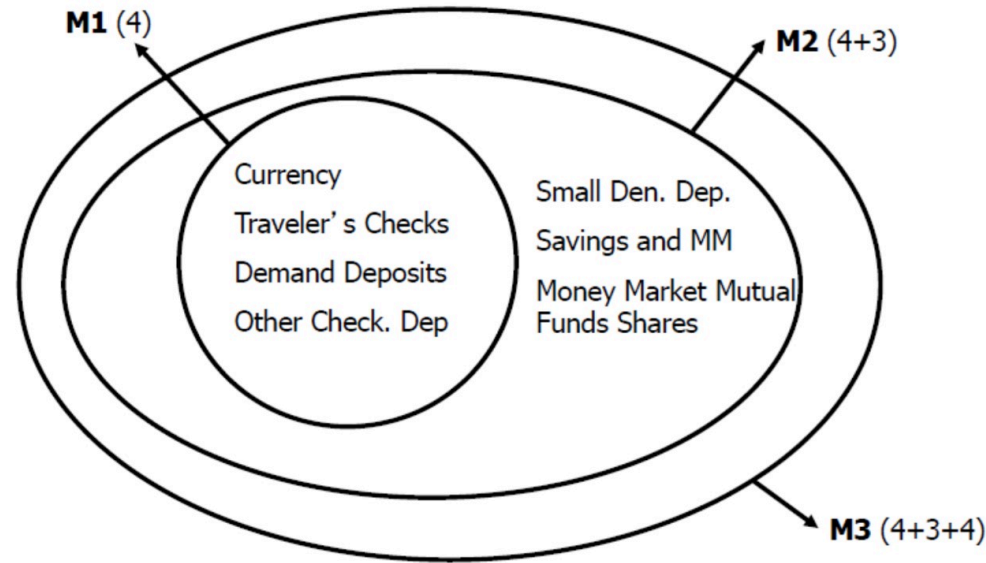 M1 (4)
M2 (4+3)
Currency
Traveler’ s Checks
Demand Deposits
Other Check. Dep
Small Den. Dep.
Savings and MM
Money Market Mutual
Funds Shares
M3 (4+3+4)